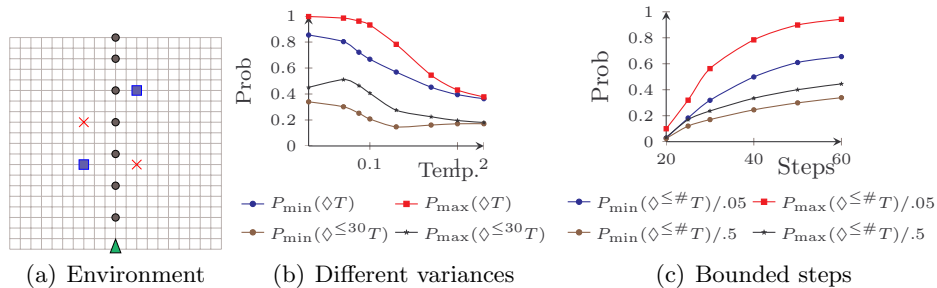 1
0.8
0.6
0.4
0.2
0
Prob
0.1
1
2
Temp.
P_min(◊T)
P_max(◊T)
P_min(◊^≤30 T)
P_max(◊^≤30 T)
1
0.8
0.6
0.4
0.2
0
Prob
20
40
60
Steps
P_min(◊^≤# T)/.05
P_max(◊^≤# T)/.05
P_min(◊^≤# T)/.5
P_max(◊^≤# T)/.5
(a) Environment
(b) Different variances
(c) Bounded steps